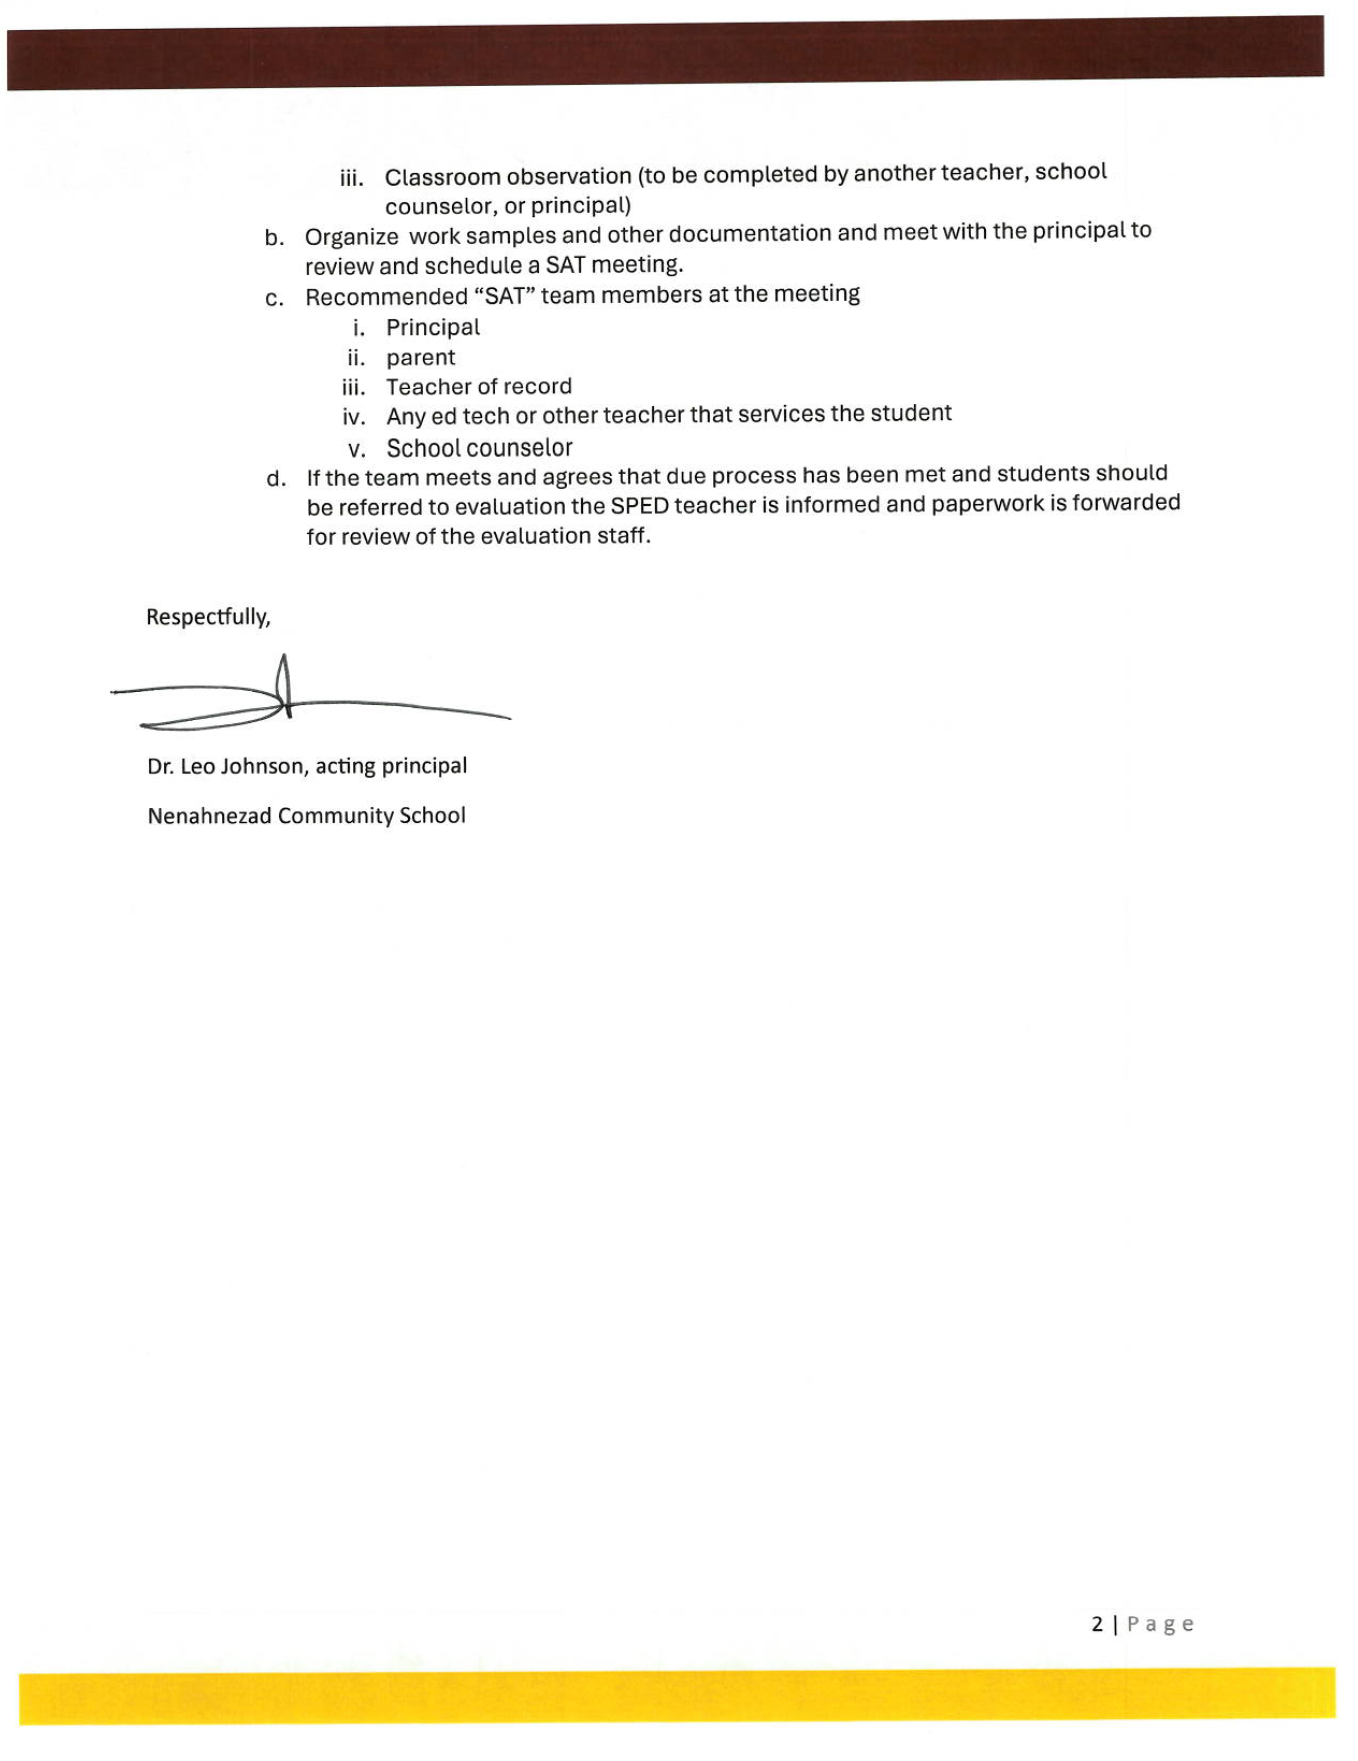 iii. Classroom observation (to be completed by another teacher, school
counselor, or principal)
b. Organize work samples and other documentation and meet with the principal to
review and schedule a SAT meeting.
c. Recommended “SAT” team members at the meeting
i. Principal
ii. parent
iii. Teacher of record
iv. Any ed tech or other teacher that services the student
v. School counselor
d. If the team meets and agrees that due process has been met and students should
be referred to evaluation the SPED teacher is informed and paperwork is forwarded
for review of the evaluation staff.
Respectfully,
Dr. Leo Johnson, acting principal
Nenahnezad Community School
2 | Page